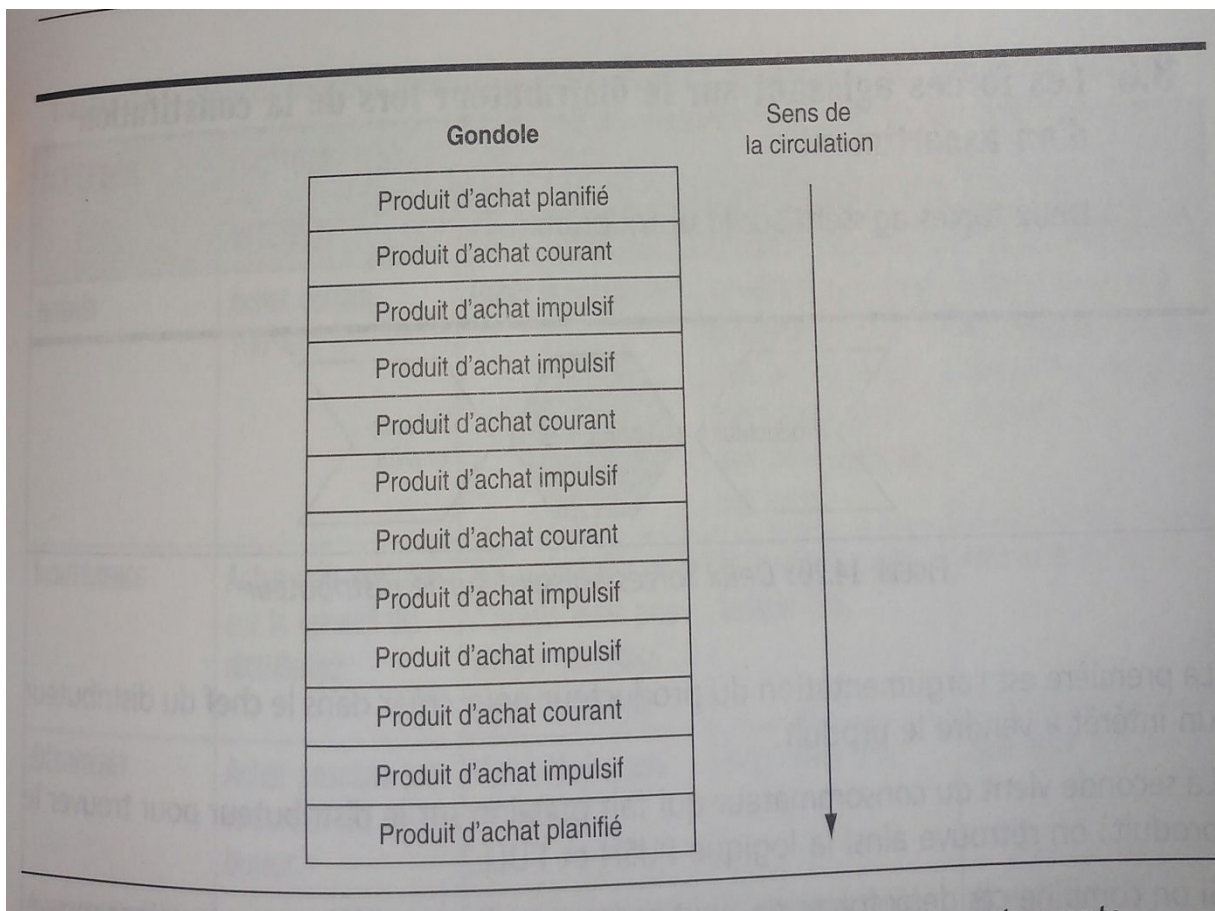 Gondole
Sens de
la circulation
Produit d'achat planifié
Produit d'achat courant
Produit d'achat impulsif
Produit d'achat impulsif
Produit d'achat courant
Produit d'achat impulsif
Produit d'achat courant
Produit d'achat impulsif
Produit d'achat impulsif
Produit d'achat courant
Produit d'achat impulsif
Produit d'achat planifié